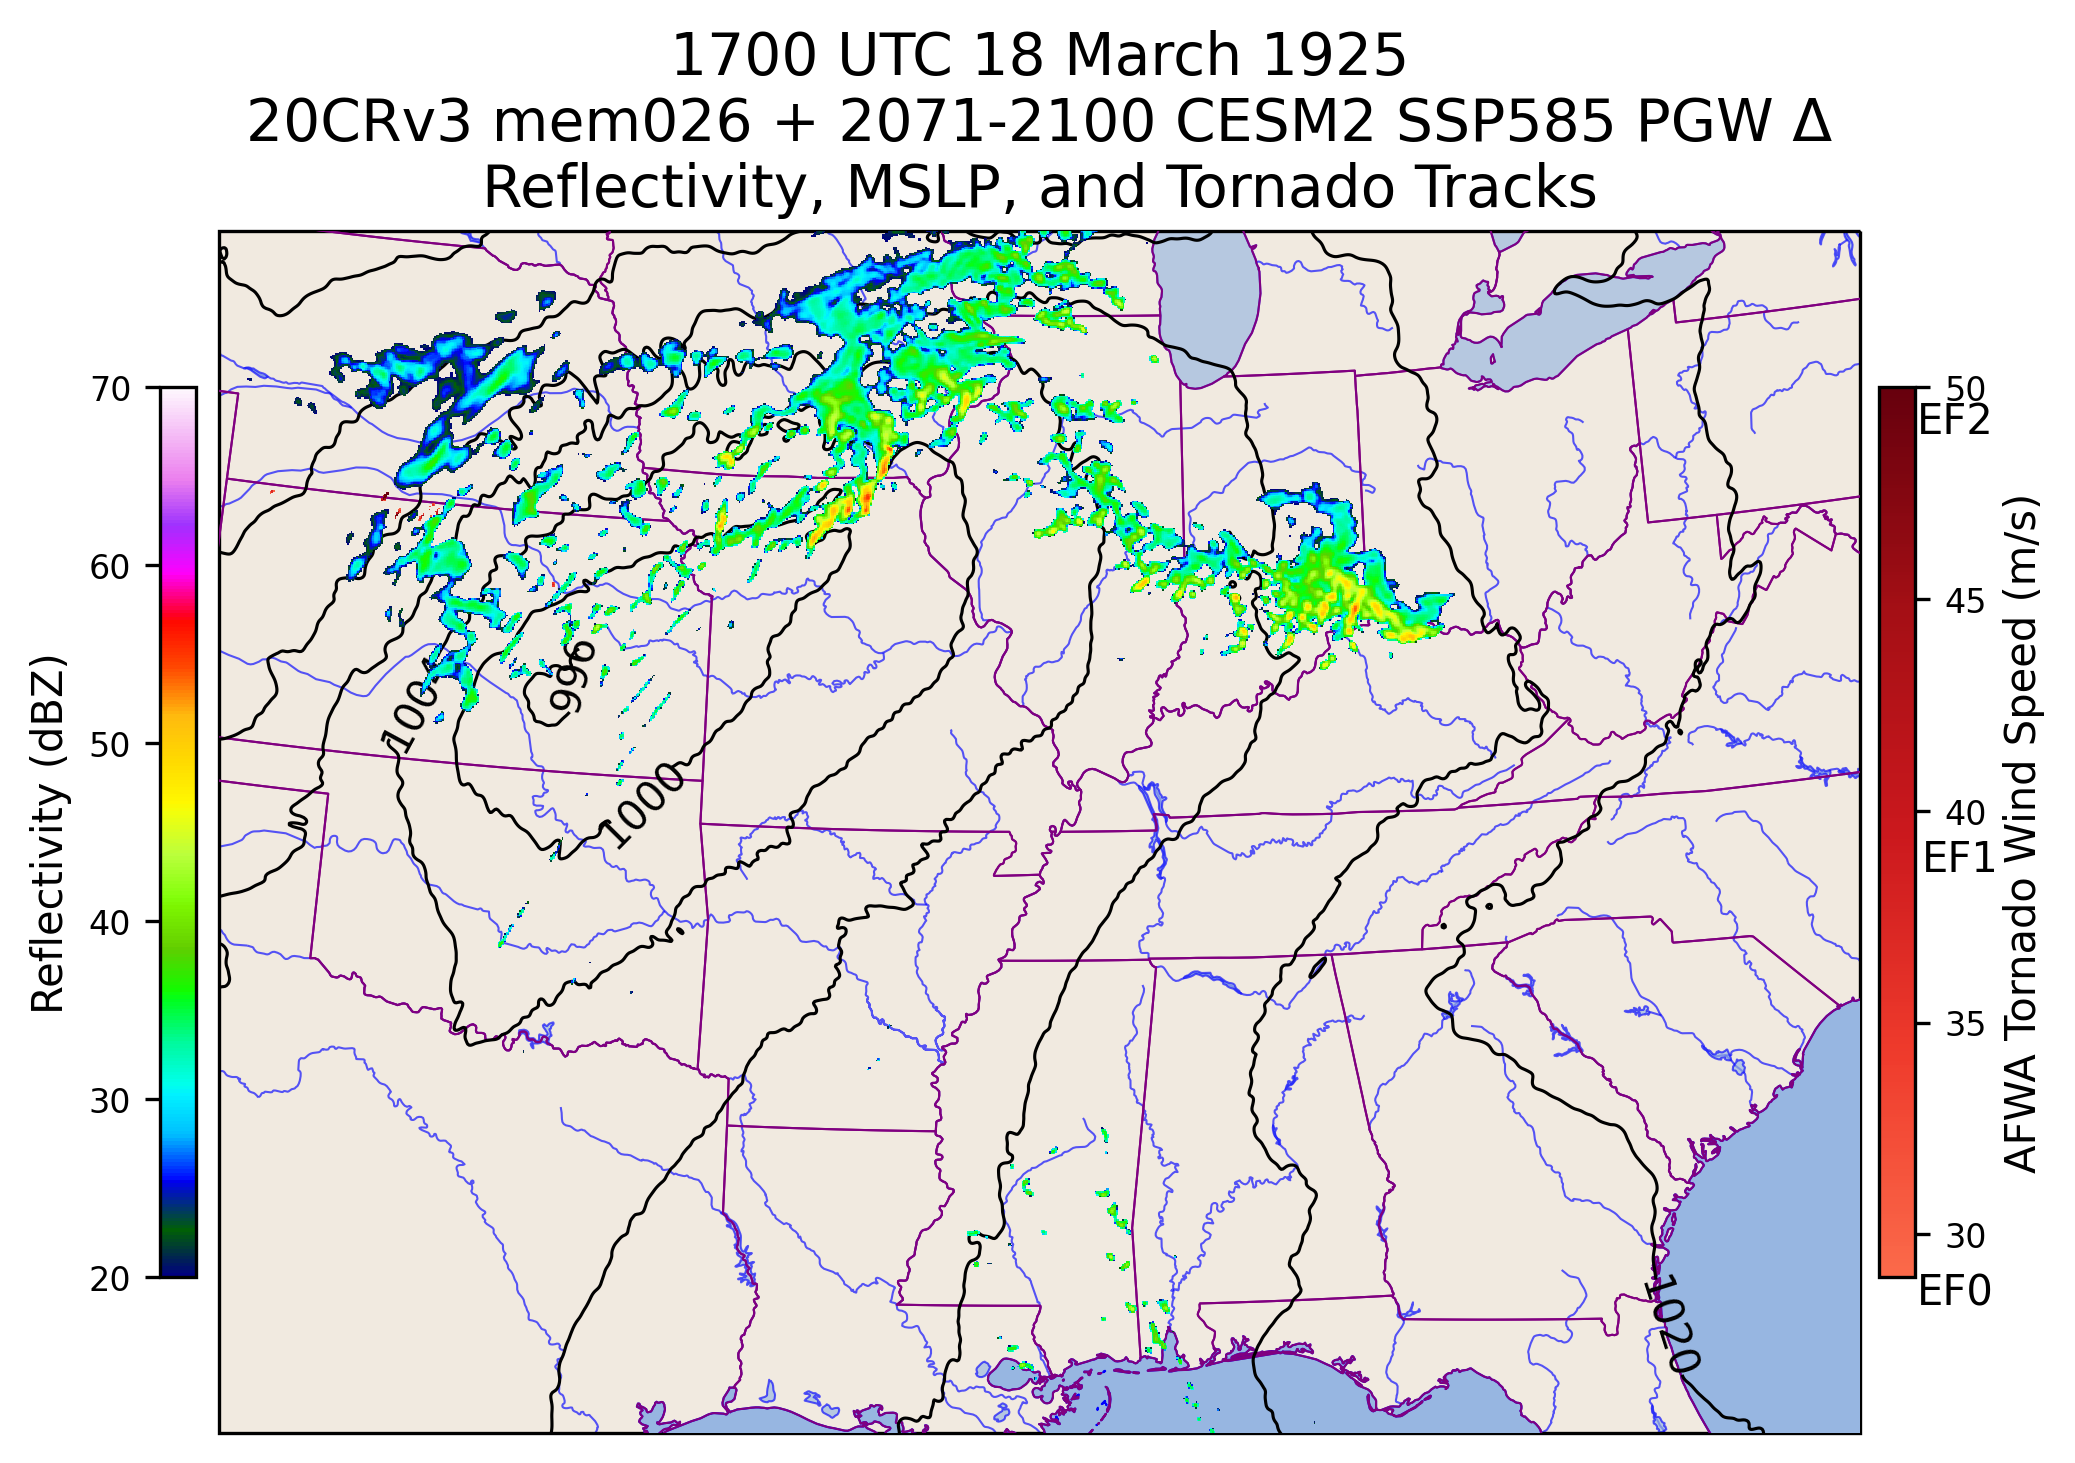 1700 UTC 18 March 1925
20CRv3 mem026 + 2071-2100 CESM2 SSP585 PGW Δ
Reflectivity, MSLP, and Tornado Tracks
70
60
50
40
30
20
Reflectivity (dBZ)
996
1004
1000
1020
50
EF2
45
40
EF1
35
30
EF0
AFWA Tornado Wind Speed (m/s)